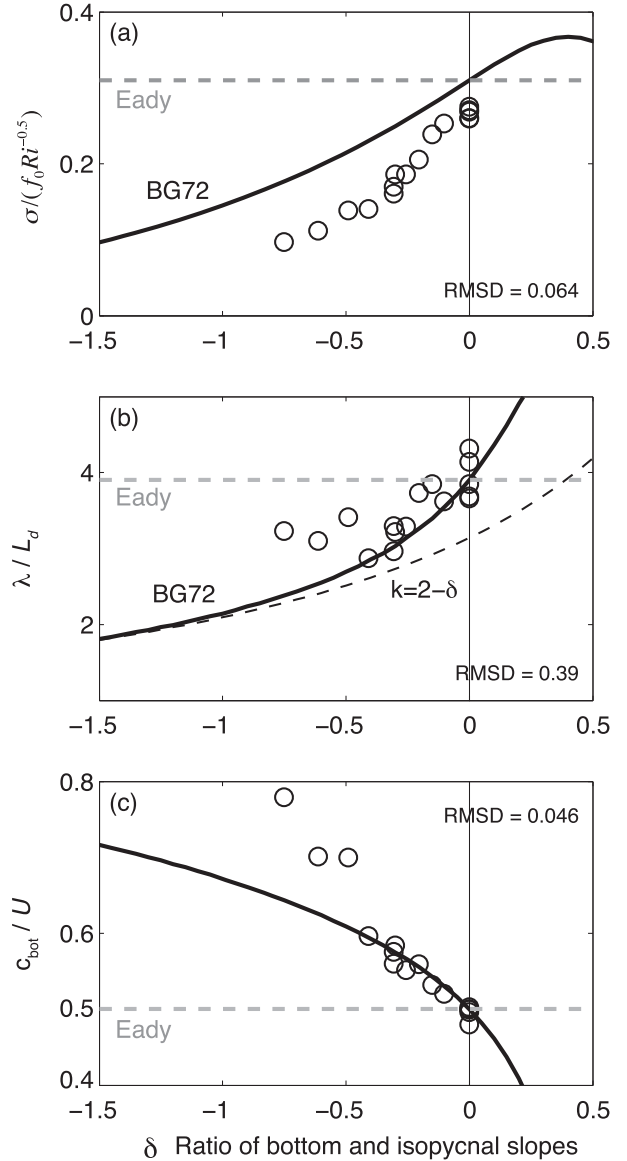 0.4
(a)
Eady
σ/(f₀Ri⁻⁰·⁵)
0.2
BG72
RMSD = 0.064
0
−1.5 −1 −0.5 0 0.5
(b)
4
Eady
λ / L_d
BG72
k=2−δ
2
RMSD = 0.39
−1.5 −1 −0.5 0 0.5
0.8
(c)
RMSD = 0.046
c_bot / U
0.6
0.5
Eady
0.4
−1.5 −1 −0.5 0 0.5
δ Ratio of bottom and isopycnal slopes